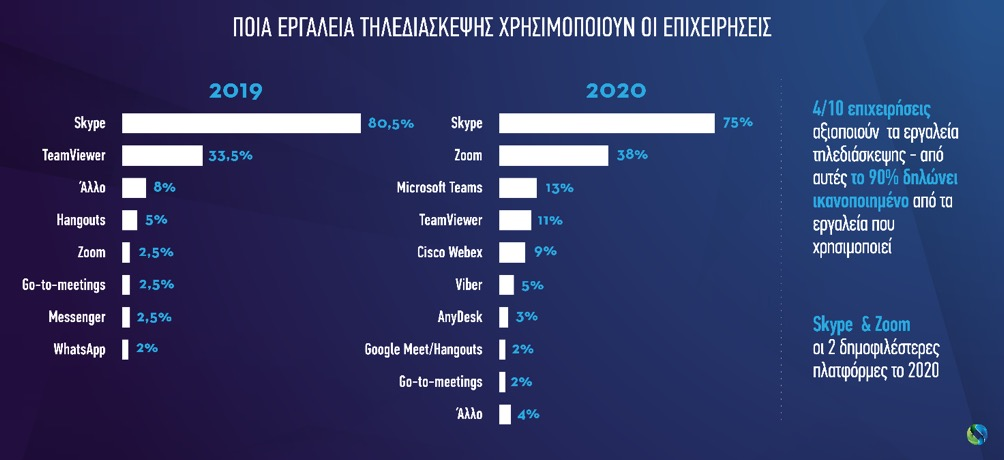 ΠΟΙΑ ΕΡΓΑΛΕΙΑ ΤΗΛΕΔΙΑΣΚΕΨΗΣ ΧΡΗΣΙΜΟΠΟΙΟΥΝ ΟΙ ΕΠΙΧΕΙΡΗΣΕΙΣ
2019
Skype 80,5%
TeamViewer 33,5%
Άλλο 8%
Hangouts 5%
Zoom 2,5%
Go-to-meetings 2,5%
Messenger 2,5%
WhatsApp 2%
2020
Skype 75%
Zoom 38%
Microsoft Teams 13%
TeamViewer 11%
Cisco Webex 9%
Viber 5%
AnyDesk 3%
Google Meet/Hangouts 2%
Go-to-meetings 2%
Άλλο 4%
4/10 επιχειρήσεις
αξιοποιούν τα εργαλεία
τηλεδιάσκεψης - από
αυτές το 90% δηλώνει
ικανοποιημένο από τα
εργαλεία που
χρησιμοποιεί
Skype & Zoom
οι 2 δημοφιλέστερες
πλατφόρμες το 2020